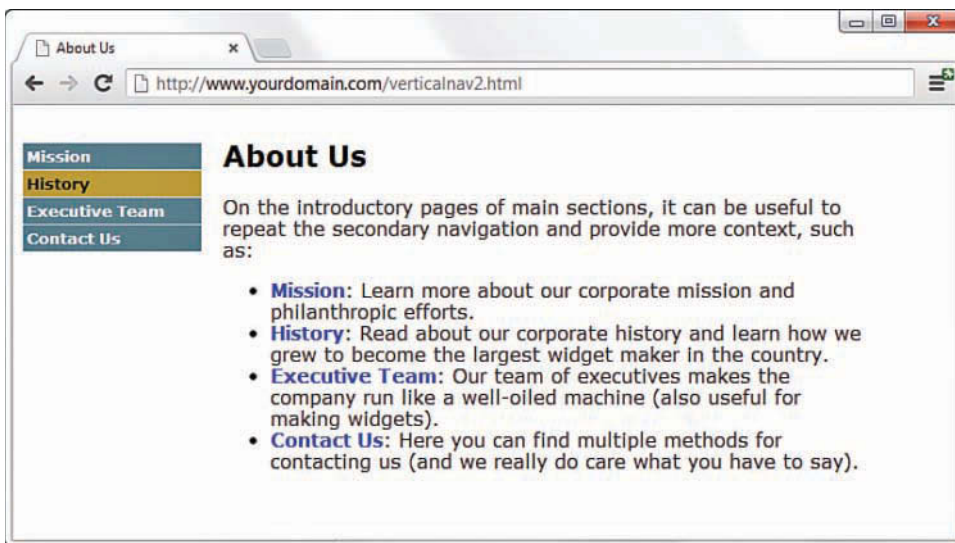 About Us
http://www.yourdomain.com/verticalnav2.html
Mission
History
Executive Team
Contact Us
About Us
On the introductory pages of main sections, it can be useful to
repeat the secondary navigation and provide more context, such
as:
• Mission: Learn more about our corporate mission and
philanthropic efforts.
• History: Read about our corporate history and learn how we
grew to become the largest widget maker in the country.
• Executive Team: Our team of executives makes the
company run like a well-oiled machine (also useful for
making widgets).
• Contact Us: Here you can find multiple methods for
contacting us (and we really do care what you have to say).